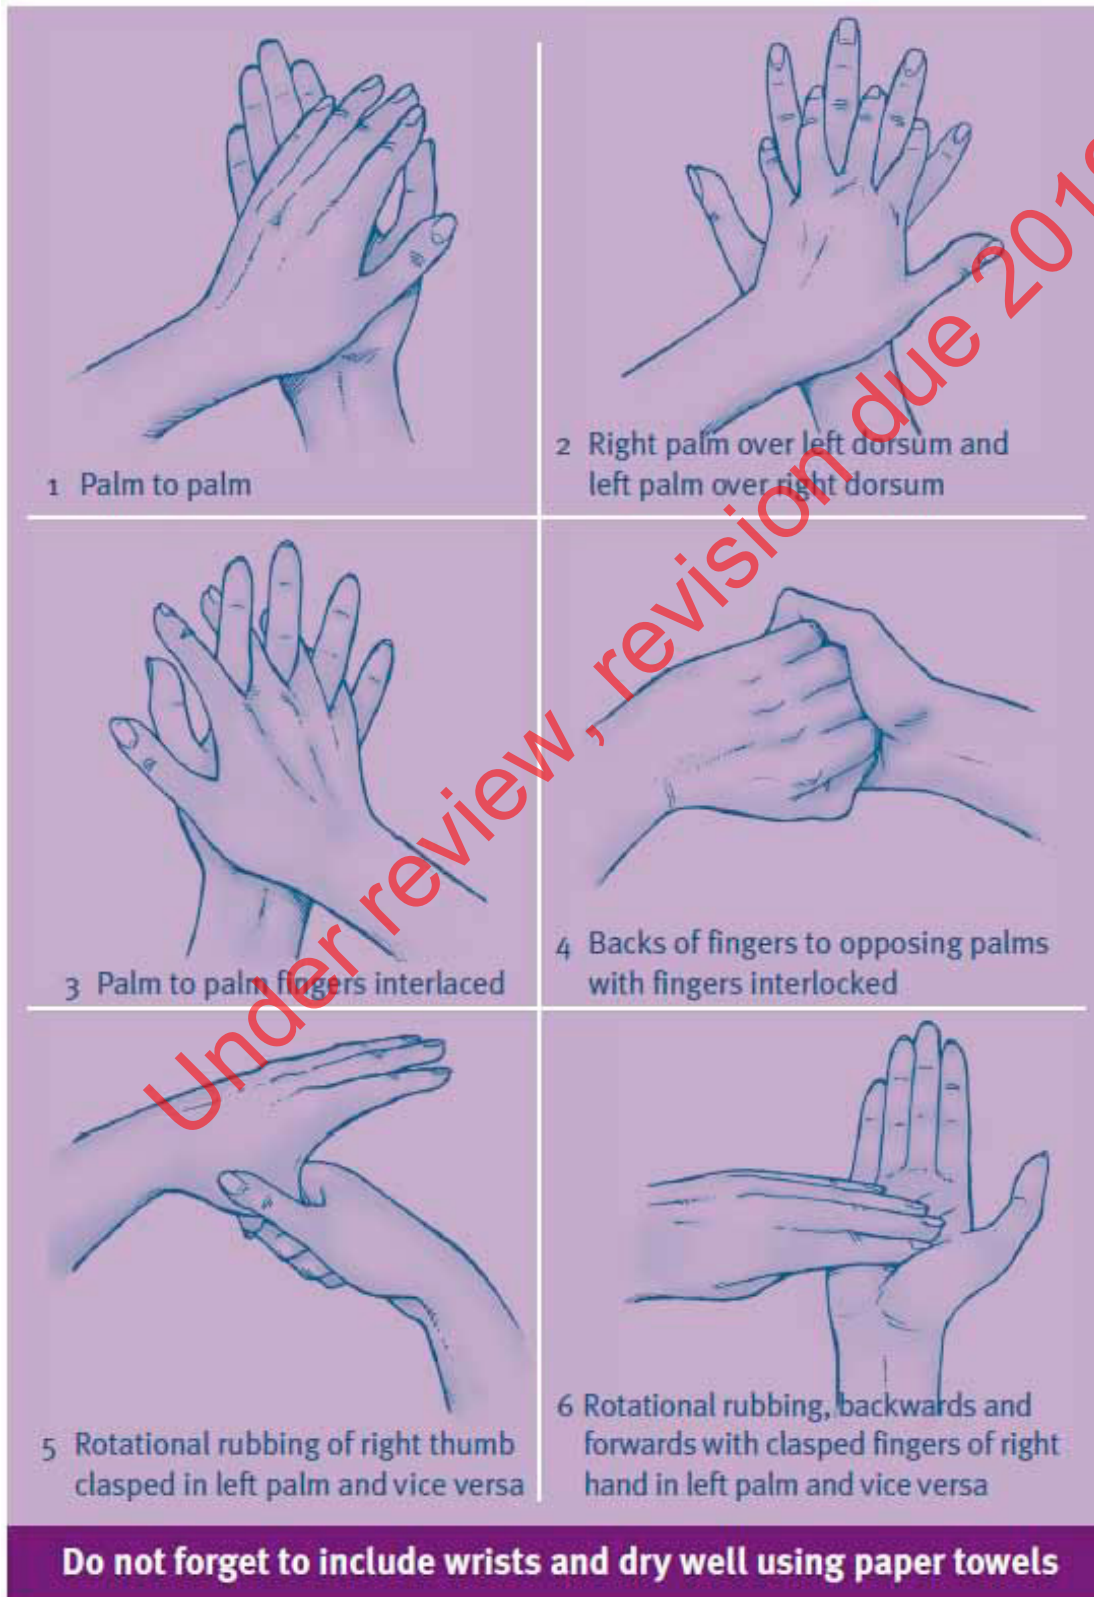 1 Palm to palm
2 Right palm over left dorsum and
left palm over right dorsum
3 Palm to palm fingers interlaced
4 Backs of fingers to opposing palms
with fingers interlocked
5 Rotational rubbing of right thumb
clasped in left palm and vice versa
6 Rotational rubbing, backwards and
forwards with clasped fingers of right
hand in left palm and vice versa
Do not forget to include wrists and dry well using paper towels
Under review, revision due